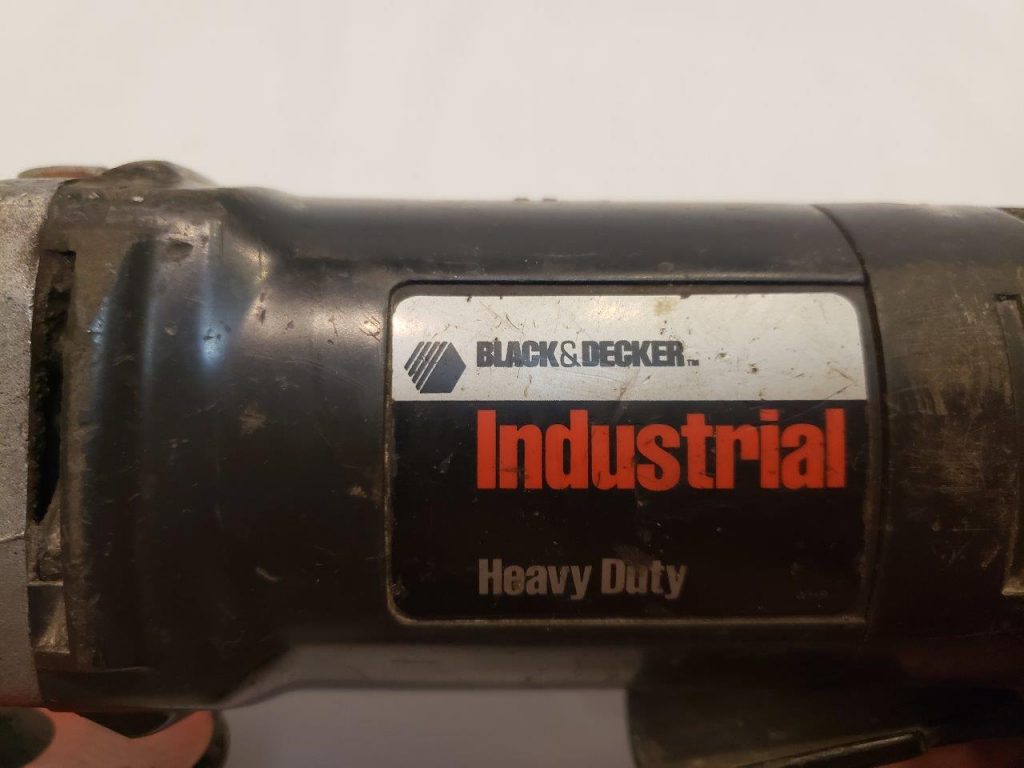 BLACK&DECKER™
Industrial
Heavy Duty